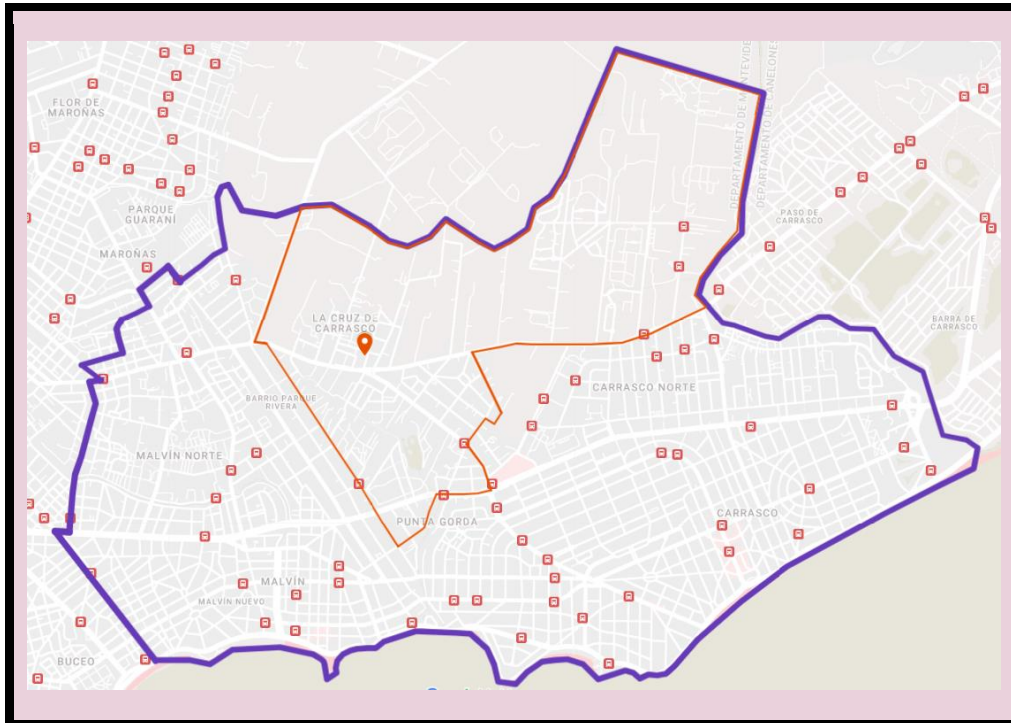 FLOR DE
MAROÑAS
DEPARTAMENTO DE MONTEVIDE
DEPARTAMENTO DE CANELONES
PARQUE
GUARANÍ
PASO DE
CARRASCO
MAROÑAS
LA CRUZ DE
CARRASCO
BARRA DE
CARRASCO
CARRASCO NORTE
BARRIO PARQUE
RIVERA
MALVÍN NORTE
CARRASCO
PUNTA GORDA
MALVÍN
MALVÍN NUEVO
BUCEO